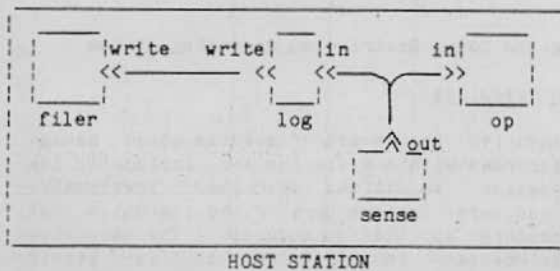 write write in in
filer log op
out
sense
HOST STATION